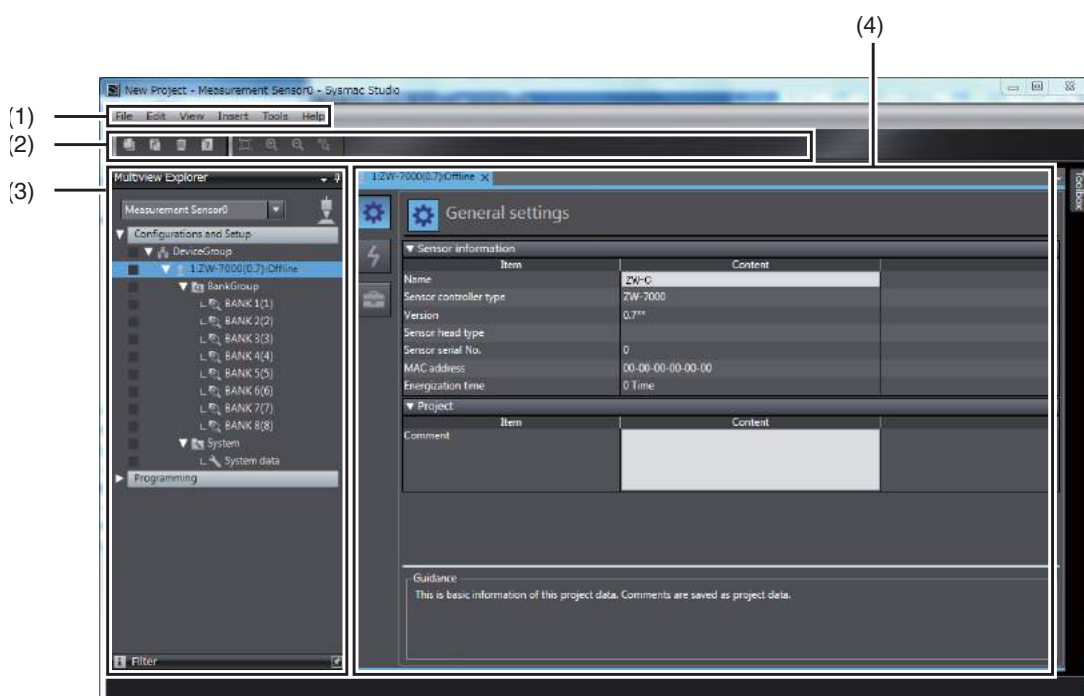 (4)
New Project - Measurement Sensor0 - Sysmac Studio
(1)
File Edit View Insert Tools Help
(2)
(3)
Multiview Explorer
1:ZW-7000(0.7):Offline
Toolbox
Measurement Sensor0
General settings
Configurations and Setup
DeviceGroup
1:ZW-7000(0.7):Offline
BankGroup
BANK 1(1)
BANK 2(2)
BANK 3(3)
BANK 4(4)
BANK 5(5)
BANK 6(6)
BANK 7(7)
BANK 8(8)
System
System data
Programming
Sensor information
Item Content
Name ZW-C
Sensor controller type ZW-7000
Version 0.7**
Sensor head type
Sensor serial No. 0
MAC address 00-00-00-00-00-00
Energization time 0 Time
Project
Item Content
Comment
Guidance
This is basic information of this project data. Comments are saved as project data.
Filter